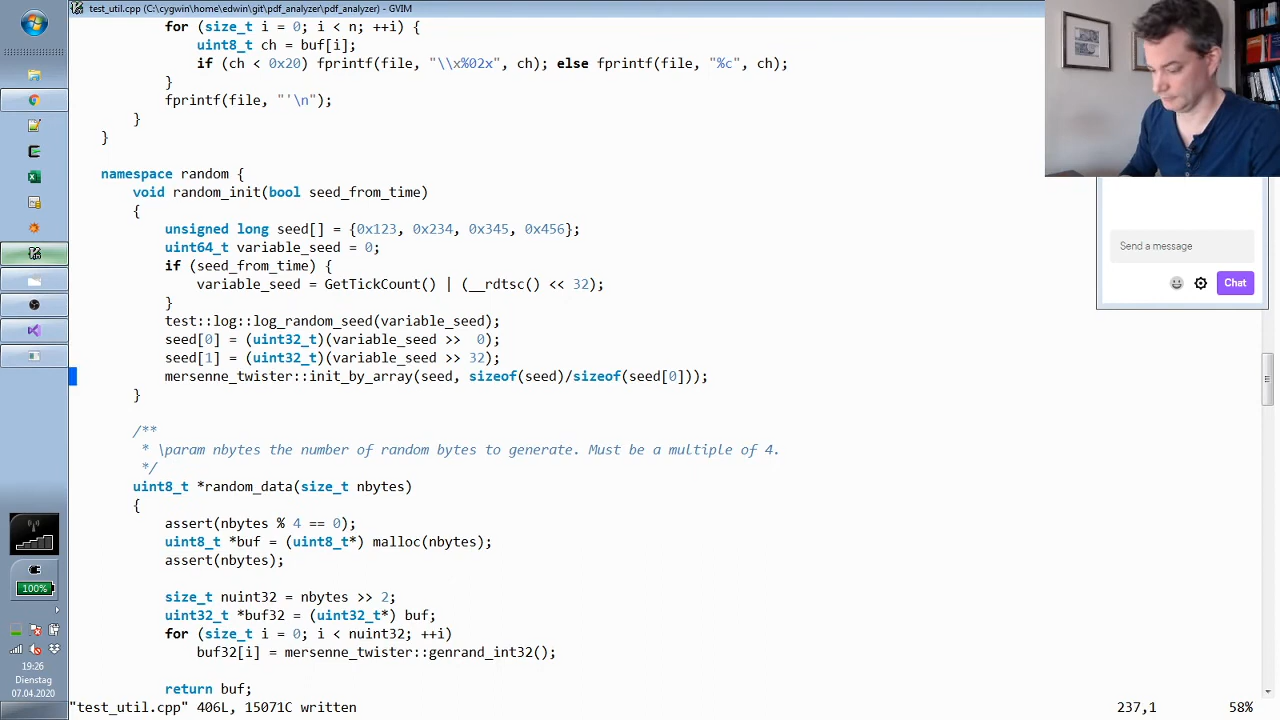 test_util.cpp (C:\cygwin\home\edwin\git\pdf_analyzer\pdf_analyzer) - GVIM
for (size_t i = 0; i < n; ++i) {
uint8_t ch = buf[i];
if (ch < 0x20) fprintf(file, "\\x%02x", ch); else fprintf(file, "%c", ch);
}
fprintf(file, "'\n");
}
}
namespace random {
void random_init(bool seed_from_time)
{
unsigned long seed[] = {0x123, 0x234, 0x345, 0x456};
uint64_t variable_seed = 0;
if (seed_from_time) {
variable_seed = GetTickCount() | (__rdtsc() << 32);
}
test::log::log_random_seed(variable_seed);
seed[0] = (uint32_t)(variable_seed >>  0);
seed[1] = (uint32_t)(variable_seed >> 32);
mersenne_twister::init_by_array(seed, sizeof(seed)/sizeof(seed[0]));
}
/**
* \param nbytes the number of random bytes to generate. Must be a multiple of 4.
*/
uint8_t *random_data(size_t nbytes)
{
assert(nbytes % 4 == 0);
uint8_t *buf = (uint8_t*) malloc(nbytes);
assert(nbytes);
size_t nuint32 = nbytes >> 2;
uint32_t *buf32 = (uint32_t*) buf;
for (size_t i = 0; i < nuint32; ++i)
buf32[i] = mersenne_twister::genrand_int32();
return buf;
"test_util.cpp" 406L, 15071C written
237,1
58%
Send a message
Chat
100%
19:26
Dienstag
07.04.2020